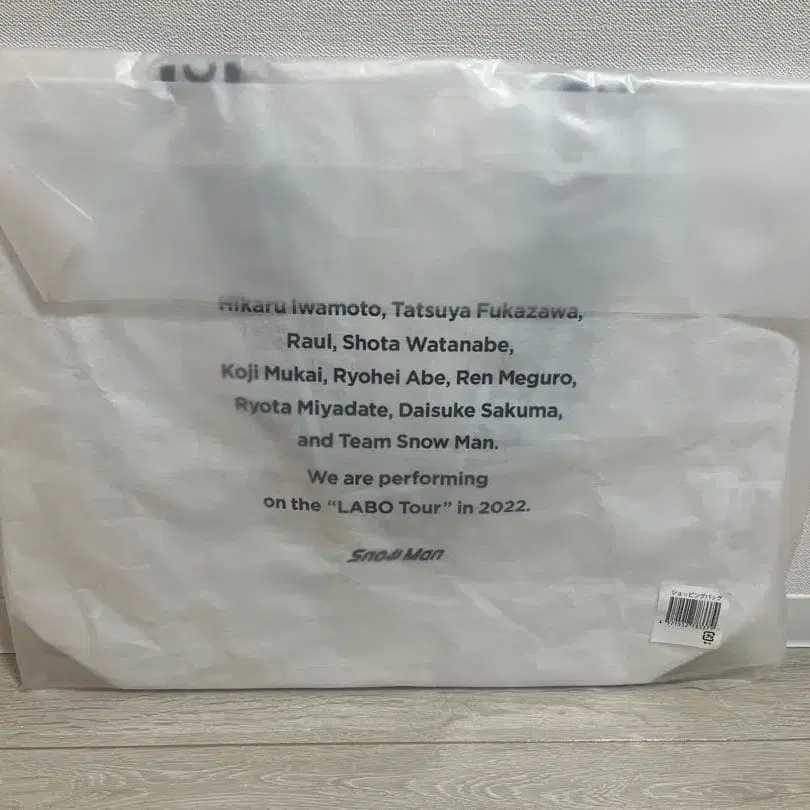 Hikaru Iwamoto, Tatsuya Fukazawa,
Raul, Shota Watanabe,
Koji Mukai, Ryohei Abe, Ren Meguro,
Ryota Miyadate, Daisuke Sakuma,
and Team Snow Man.
We are performing
on the “LABO Tour” in 2022.
Snow Man
ショッピングバッグ